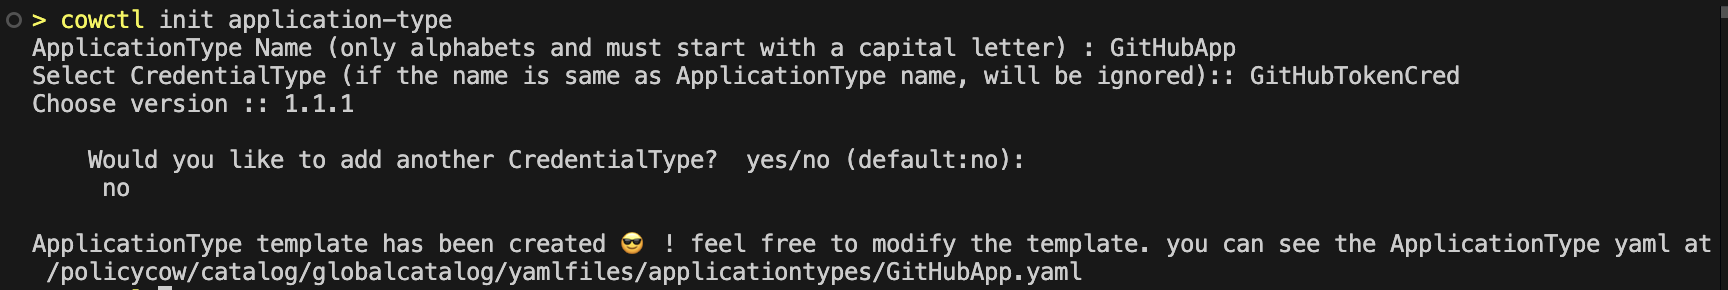 > cowctl init application-type
ApplicationType Name (only alphabets and must start with a capital letter) : GitHubApp
Select CredentialType (if the name is same as ApplicationType name, will be ignored):: GitHubTokenCred
Choose version :: 1.1.1
Would you like to add another CredentialType?  yes/no (default:no):
no
ApplicationType template has been created 😎 ! feel free to modify the template. you can see the ApplicationType yaml at
/policycow/catalog/globalcatalog/yamlfiles/applicationtypes/GitHubApp.yaml